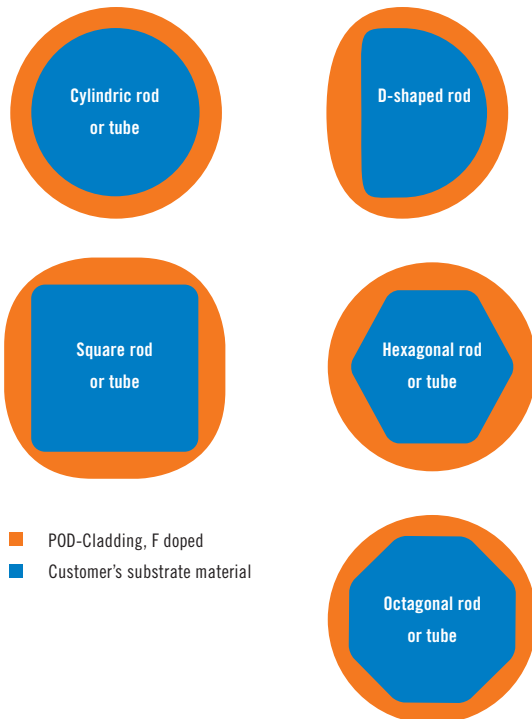 Cylindric rod
or tube
D-shaped rod
Square rod
or tube
Hexagonal rod
or tube
POD-Cladding, F doped
Customer's substrate material
Octagonal rod
or tube